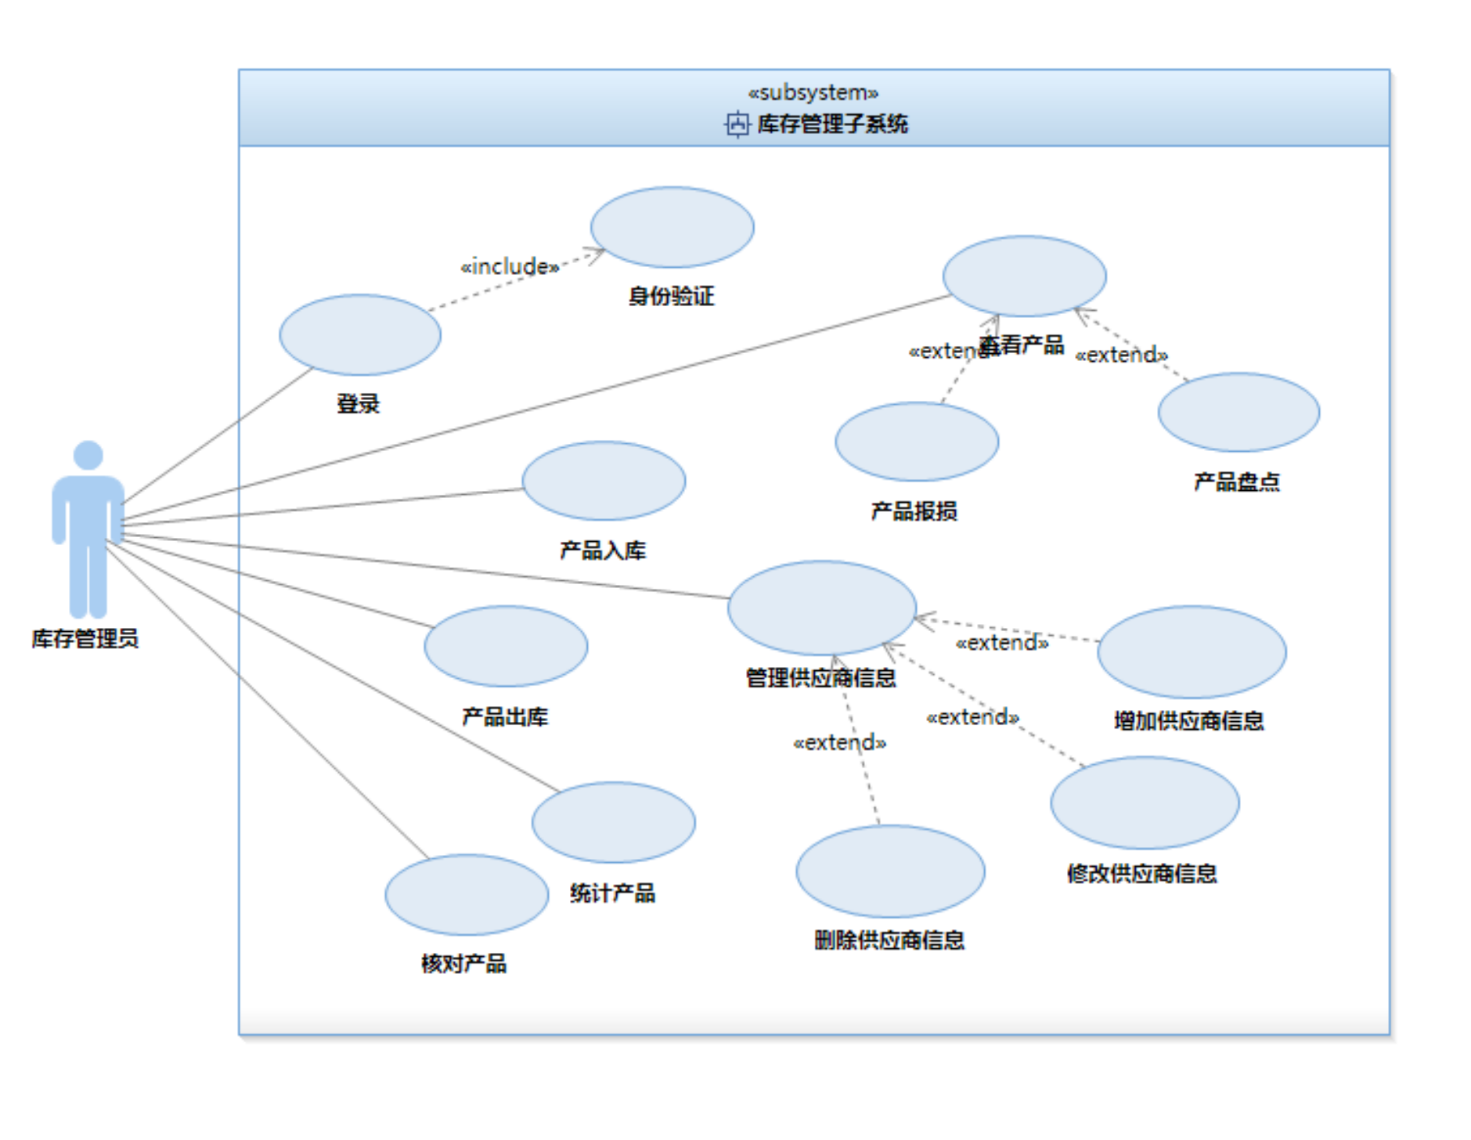 «subsystem»
库存管理子系统
«include»
身份验证
查看产品
«extend»
«extend»
登录
产品盘点
产品报损
产品入库
库存管理员
«extend»
管理供应商信息
产品出库
«extend»
增加供应商信息
«extend»
修改供应商信息
统计产品
删除供应商信息
核对产品